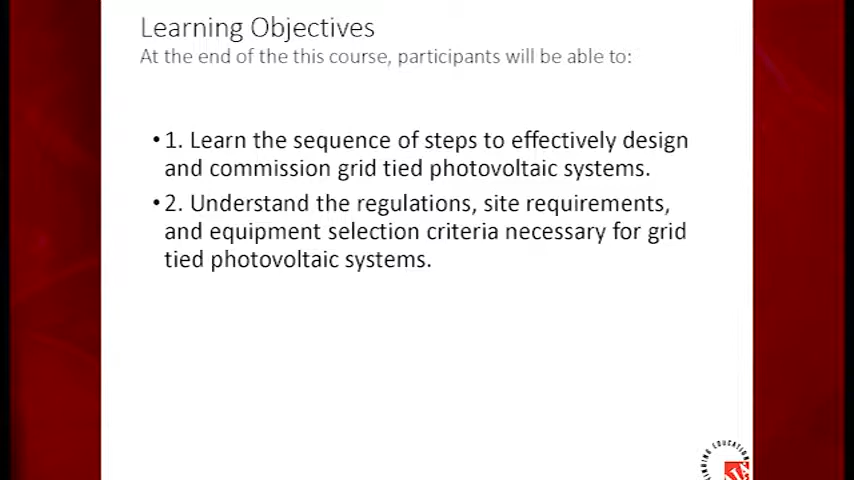 Learning Objectives
At the end of the this course, participants will be able to:
• 1. Learn the sequence of steps to effectively design
and commission grid tied photovoltaic systems.
• 2. Understand the regulations, site requirements,
and equipment selection criteria necessary for grid
tied photovoltaic systems.
EDUCATION
AIA